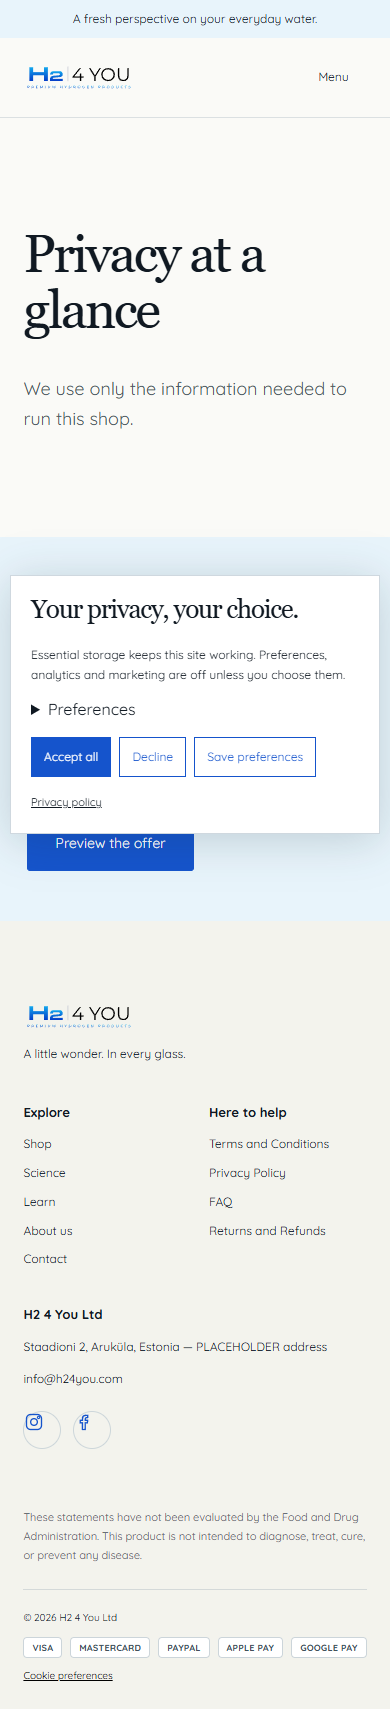 A fresh perspective on your everyday water.
H2 4 YOU
PREMIUM HYDROGEN PRODUCTS
Menu
Privacy at a
glance
We use only the information needed to
run this shop.
Your privacy, your choice.
Essential storage keeps this site working. Preferences,
analytics and marketing are off unless you choose them.
Preferences
Accept all
Decline
Save preferences
Privacy policy
Preview the offer
H2 4 YOU
PREMIUM HYDROGEN PRODUCTS
A little wonder. In every glass.
Explore
Shop
Science
Learn
About us
Contact
Here to help
Terms and Conditions
Privacy Policy
FAQ
Returns and Refunds
H2 4 You Ltd
Staadioni 2, Aruküla, Estonia — PLACEHOLDER address
info@h24you.com
These statements have not been evaluated by the Food and Drug
Administration. This product is not intended to diagnose, treat, cure,
or prevent any disease.
© 2026 H2 4 You Ltd
VISA
MASTERCARD
PAYPAL
APPLE PAY
GOOGLE PAY
Cookie preferences